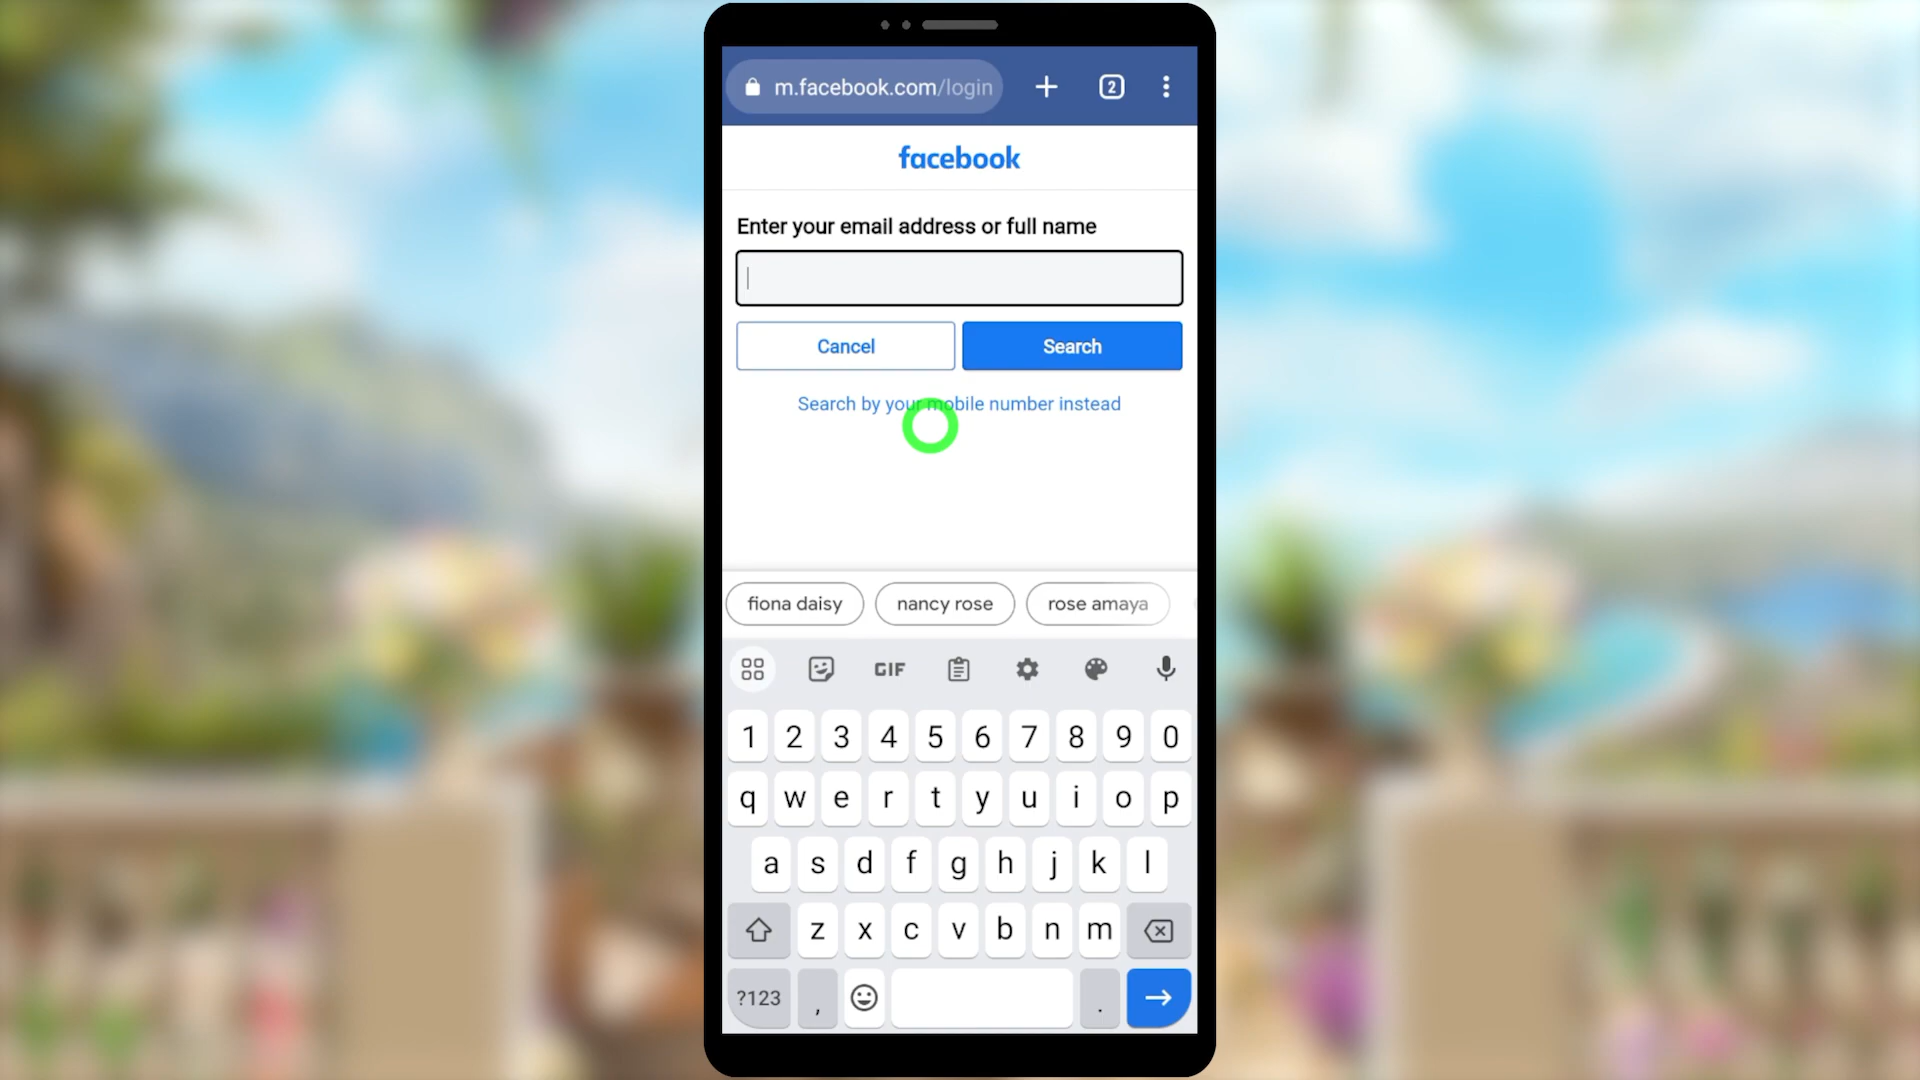 m.facebook.com/login
2
facebook
Enter your email address or full name
Cancel
Search
Search by your mobile number instead
fiona daisy
nancy rose
rose amaya
GIF
1 2 3 4 5 6 7 8 9 0
q w e r t y u i o p
a s d f g h j k l
z x c v b n m
?123 , .